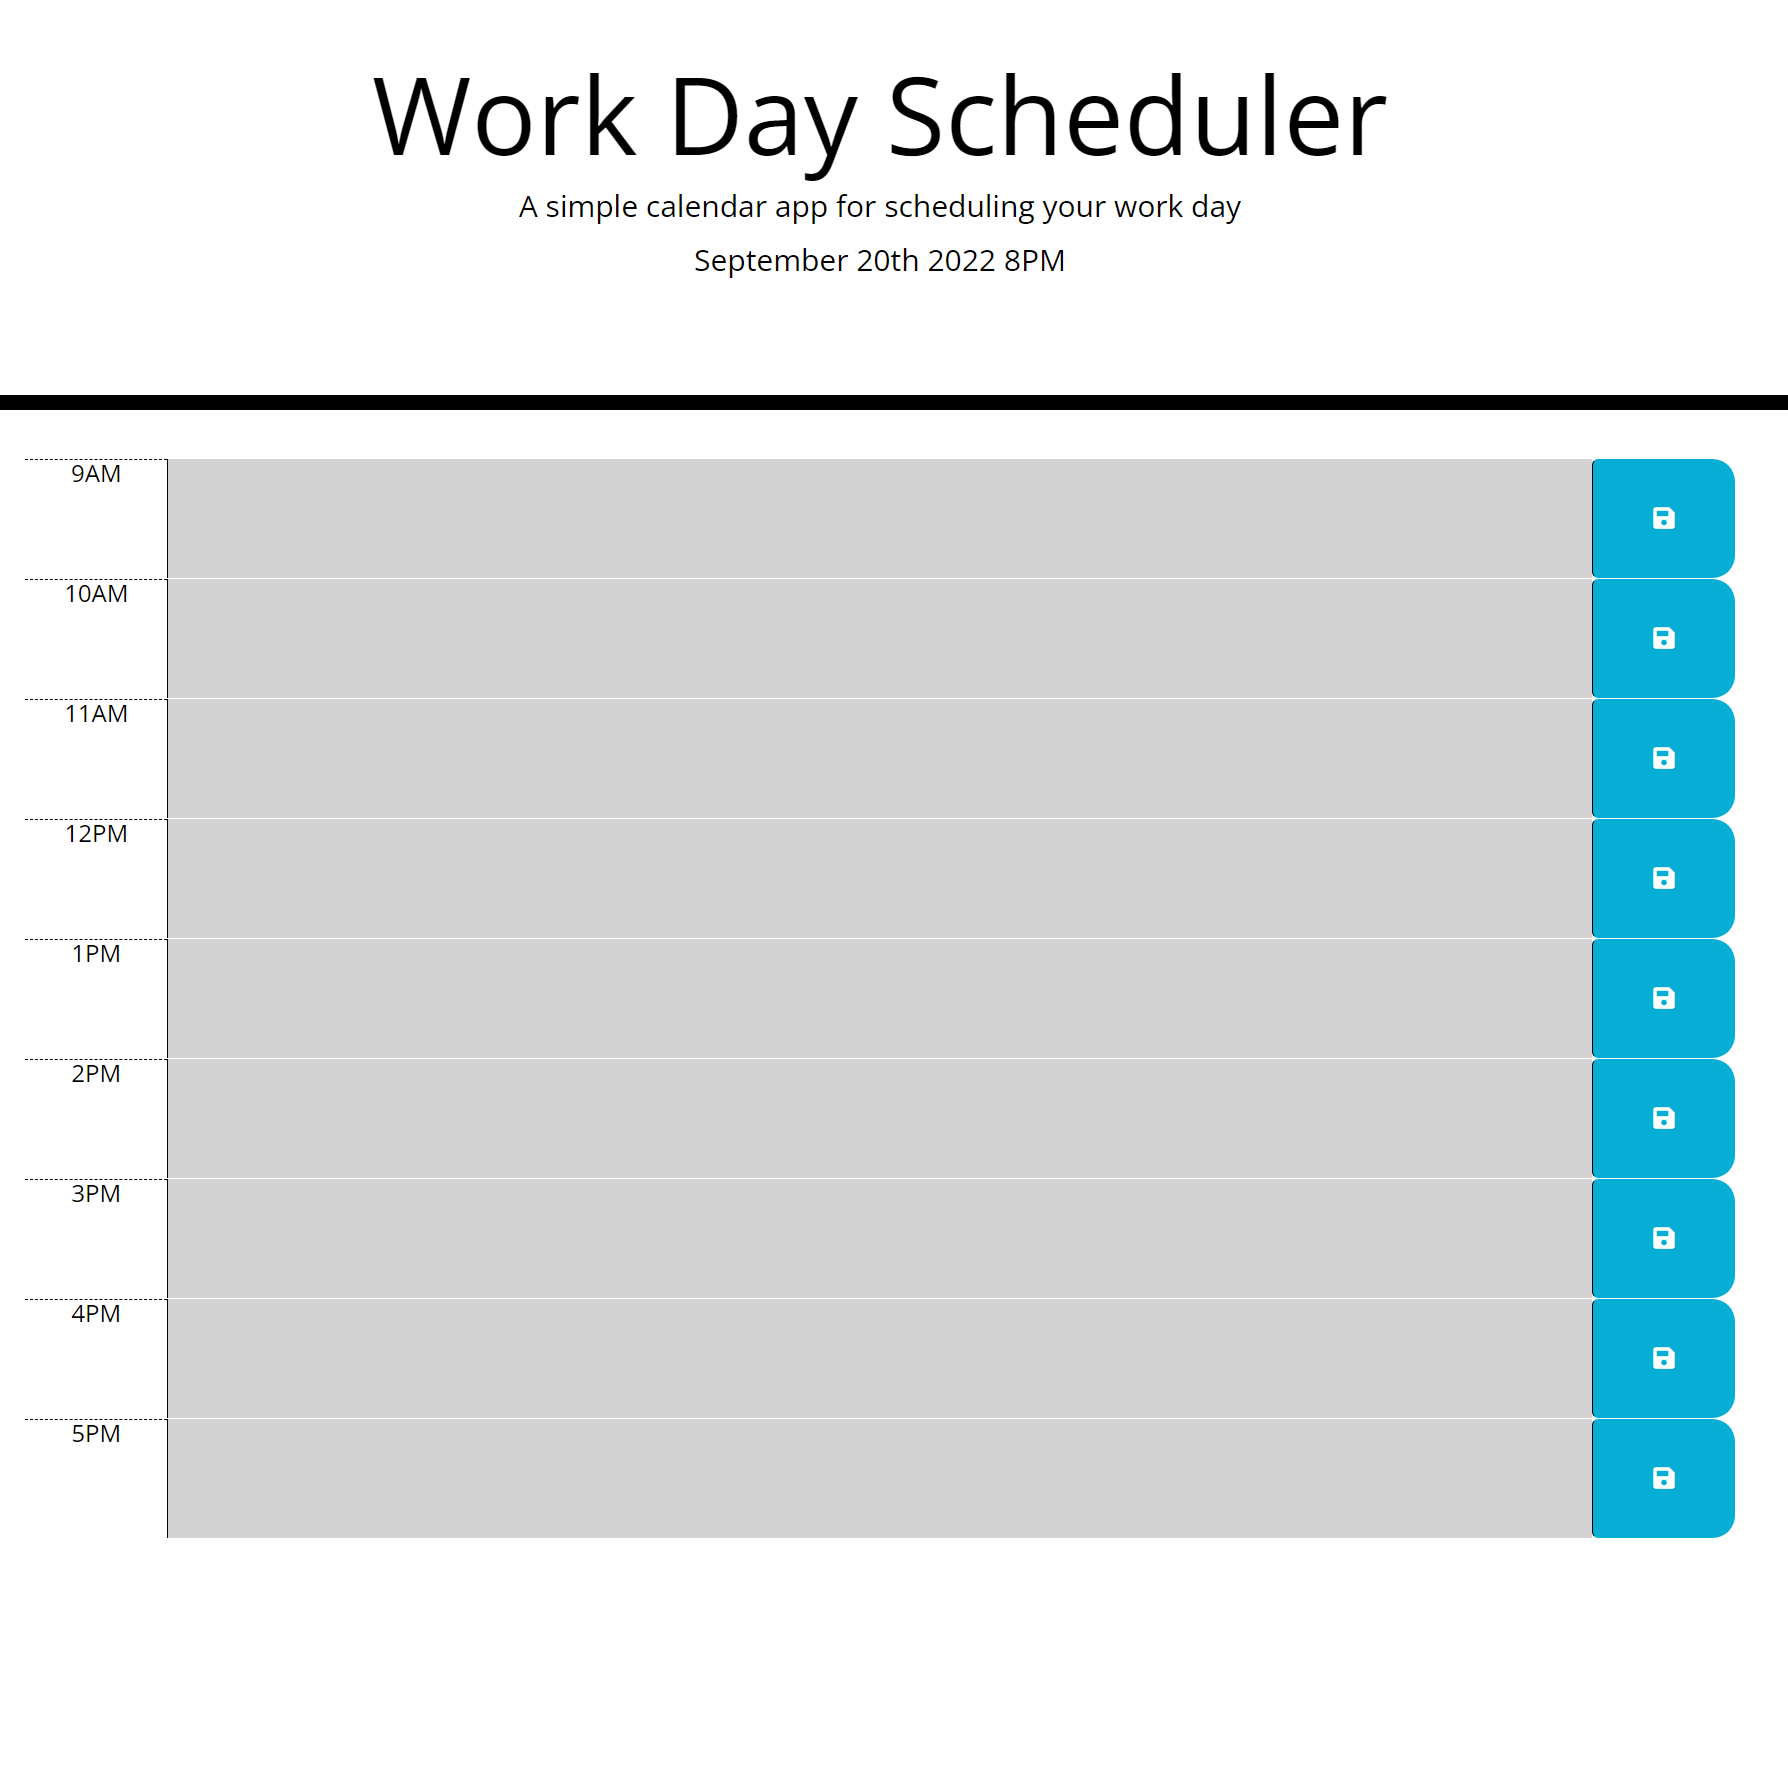 Work Day Scheduler
A simple calendar app for scheduling your work day
September 20th 2022 8PM
9AM
10AM
11AM
12PM
1PM
2PM
3PM
4PM
5PM